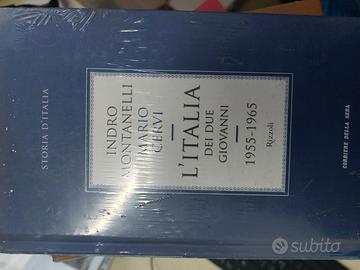 STORIA D'ITALIA
INDRO
MONTANELLI
MARIO
CERVI
L'ITALIA
DEI DUE
GIOVANNI
1955-1965
Rizzoli
CORRIERE DELLA SERA
subito